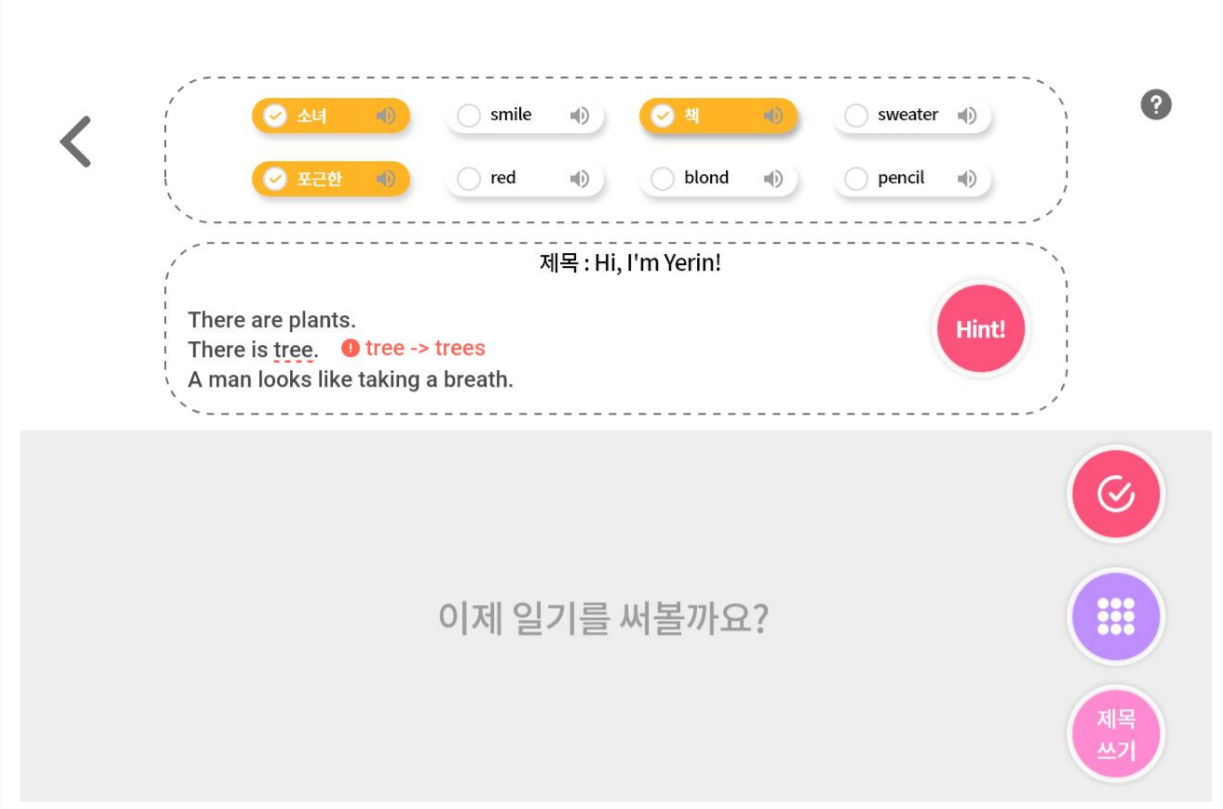 소녀
smile
책
sweater
?
포근한
red
blond
pencil
제목 : Hi, I'm Yerin!
There are plants.
There is tree. ! tree -> trees
A man looks like taking a breath.
Hint!
이제 일기를 써볼까요?
제목
쓰기